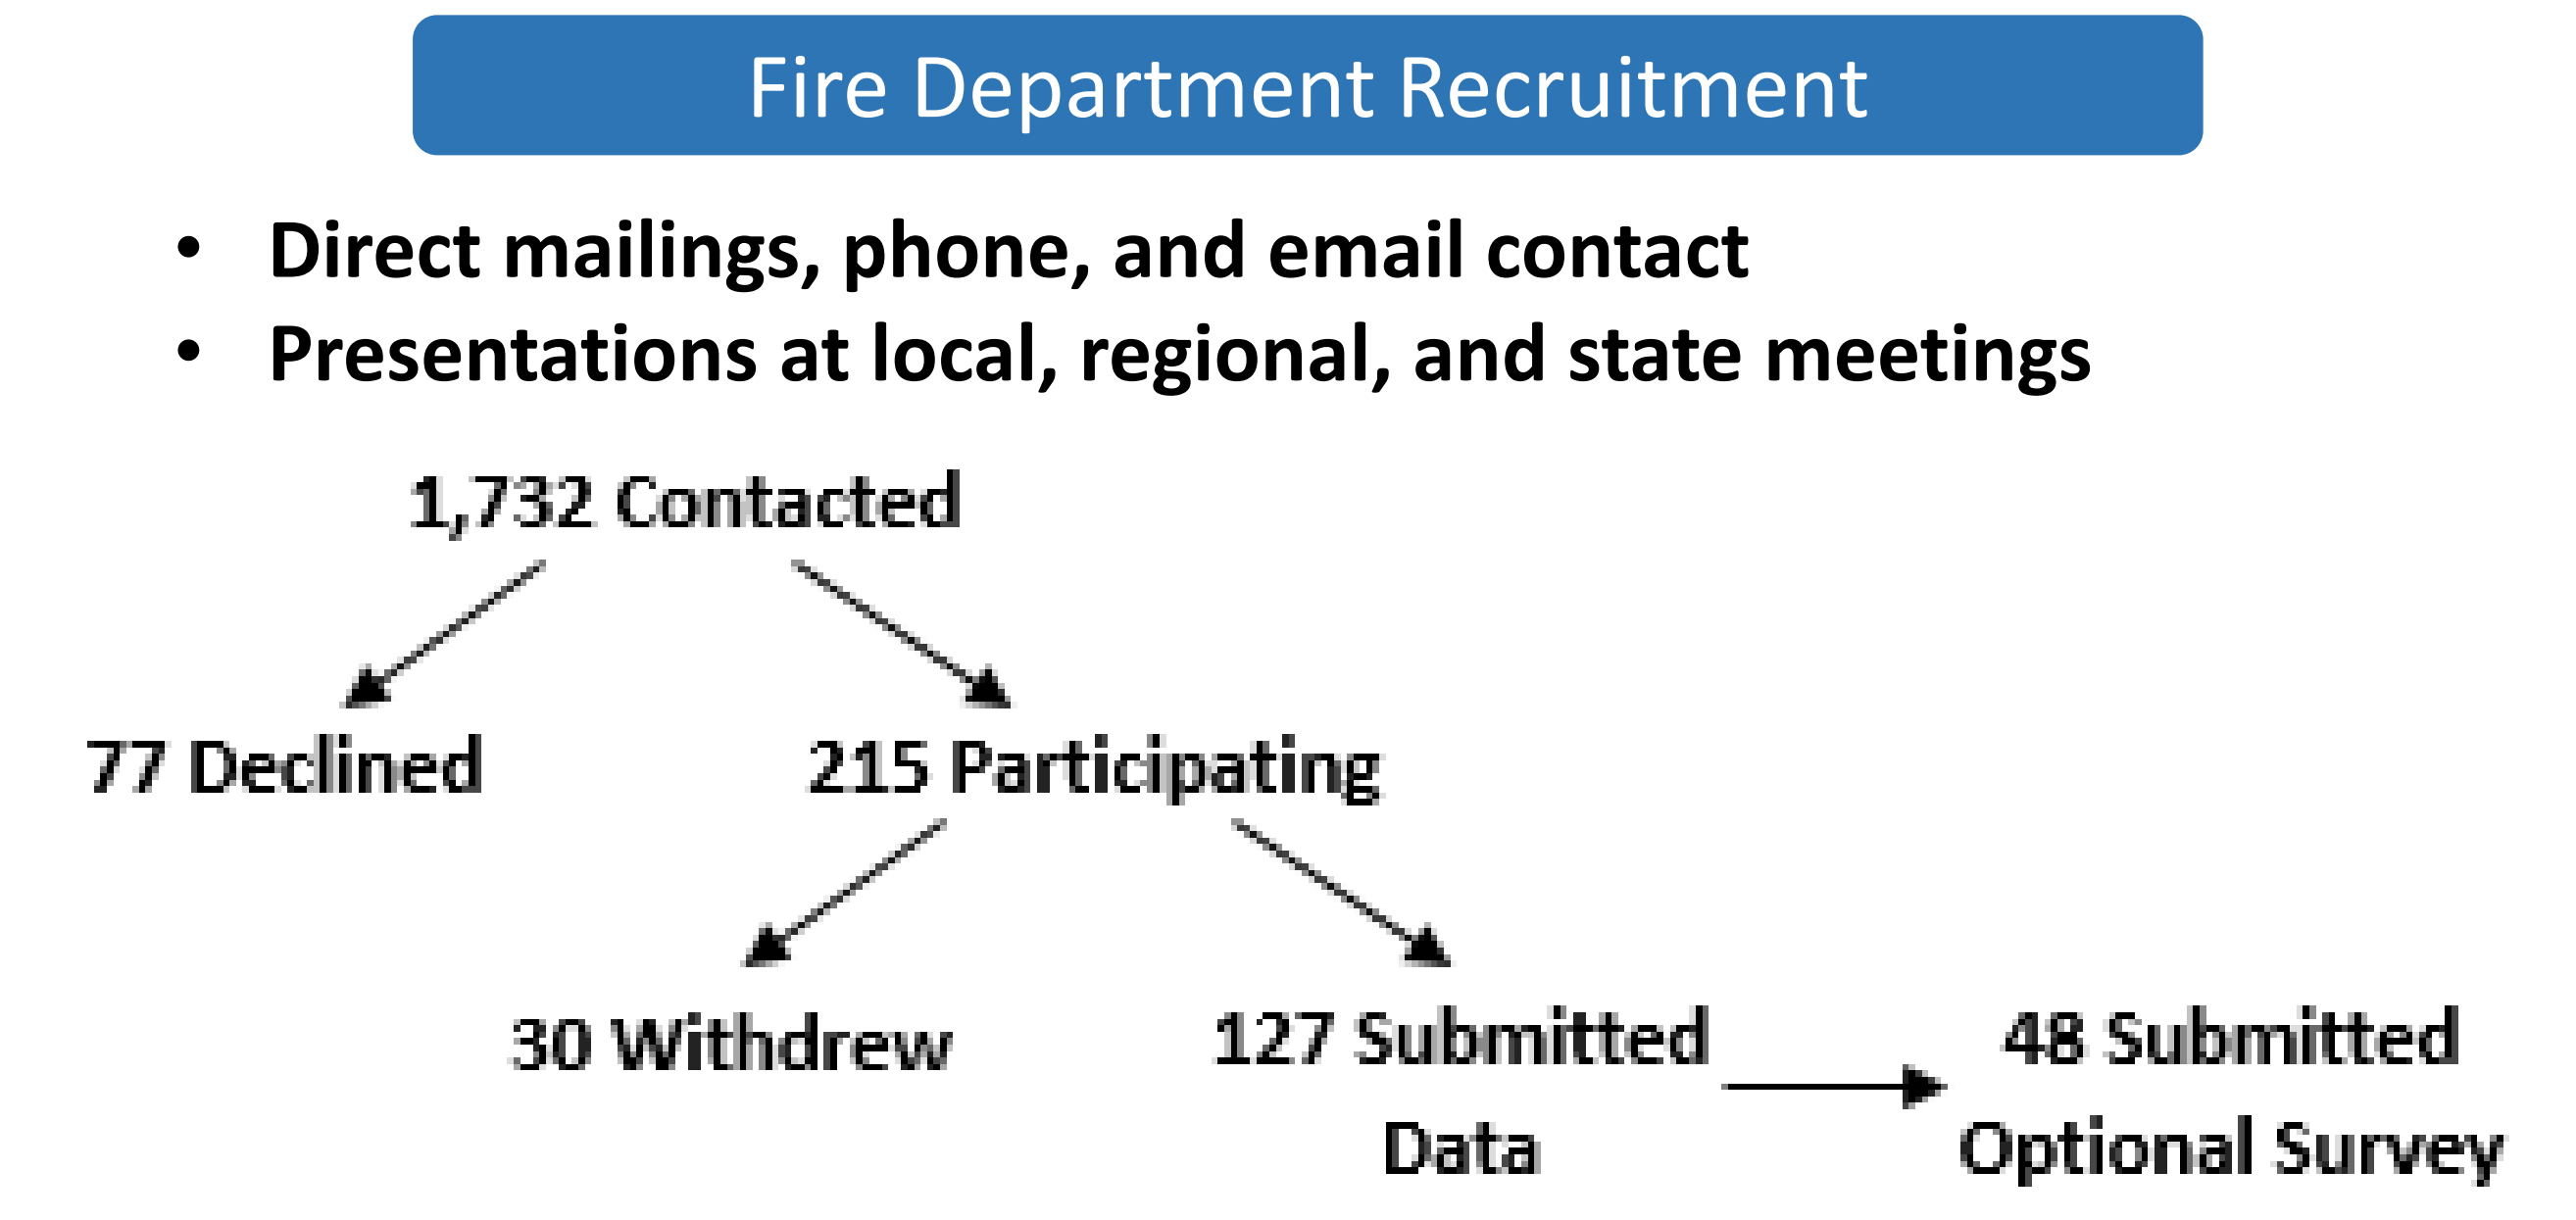 Fire Department Recruitment
• Direct mailings, phone, and email contact
• Presentations at local, regional, and state meetings
1,732 Contacted
77 Declined
215 Participating
30 Withdrew
127 Submitted
Data
48 Submitted
Optional Survey